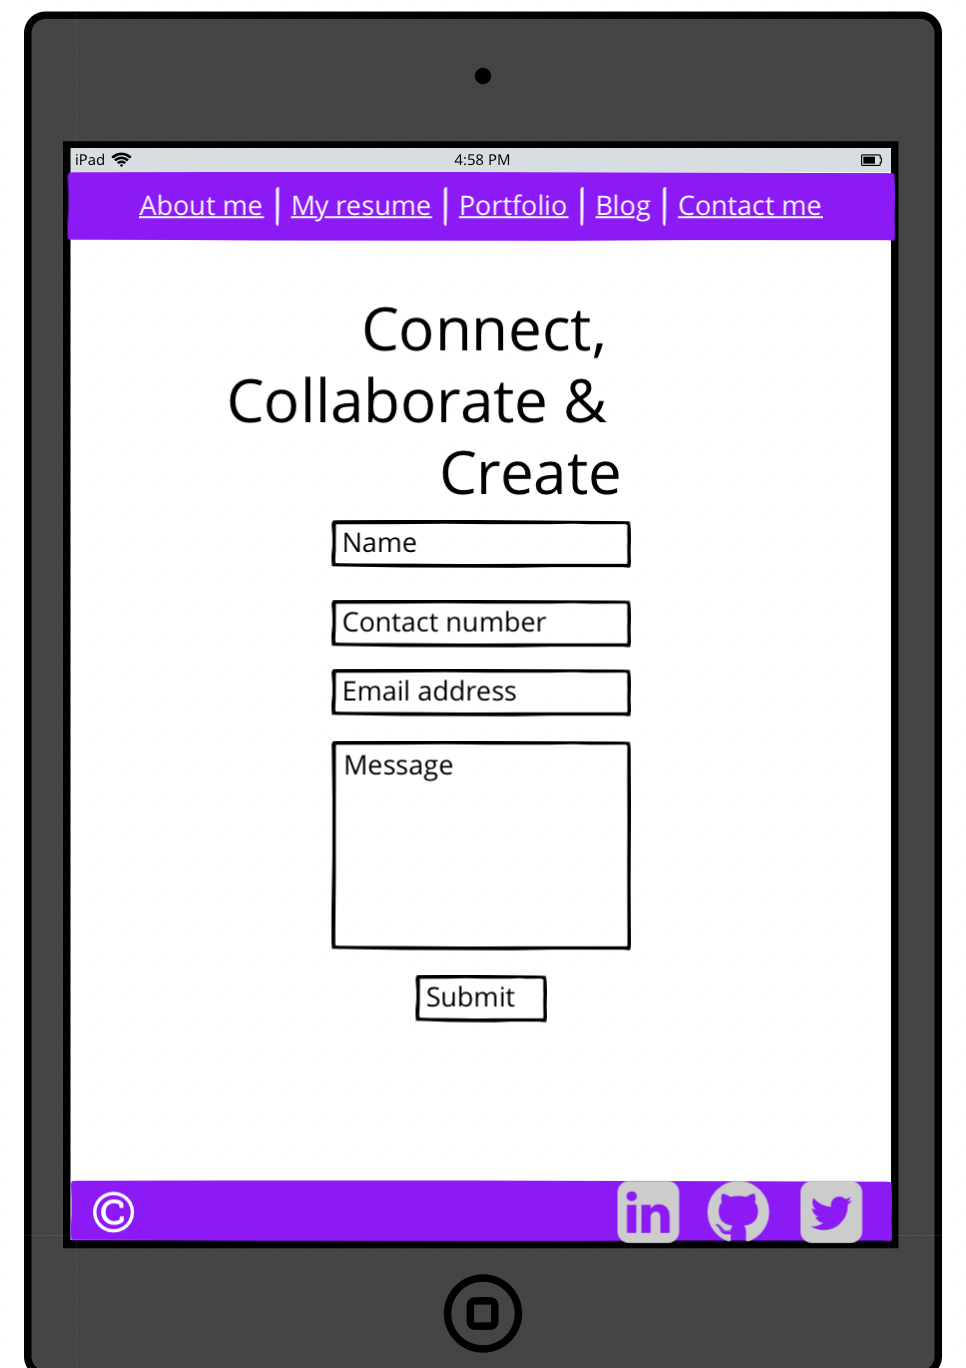 iPad 4:58 PM
About me | My resume | Portfolio | Blog | Contact me
Connect,
Collaborate &
Create
Name
Contact number
Email address
Message
Submit
© in